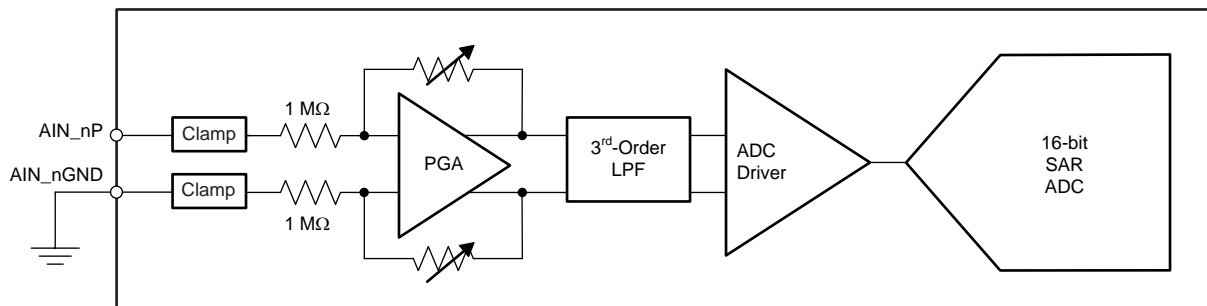 1 MΩ
AIN_nP
Clamp
AIN_nGND
Clamp
1 MΩ
PGA
3rd-Order
LPF
ADC
Driver
16-bit
SAR
ADC